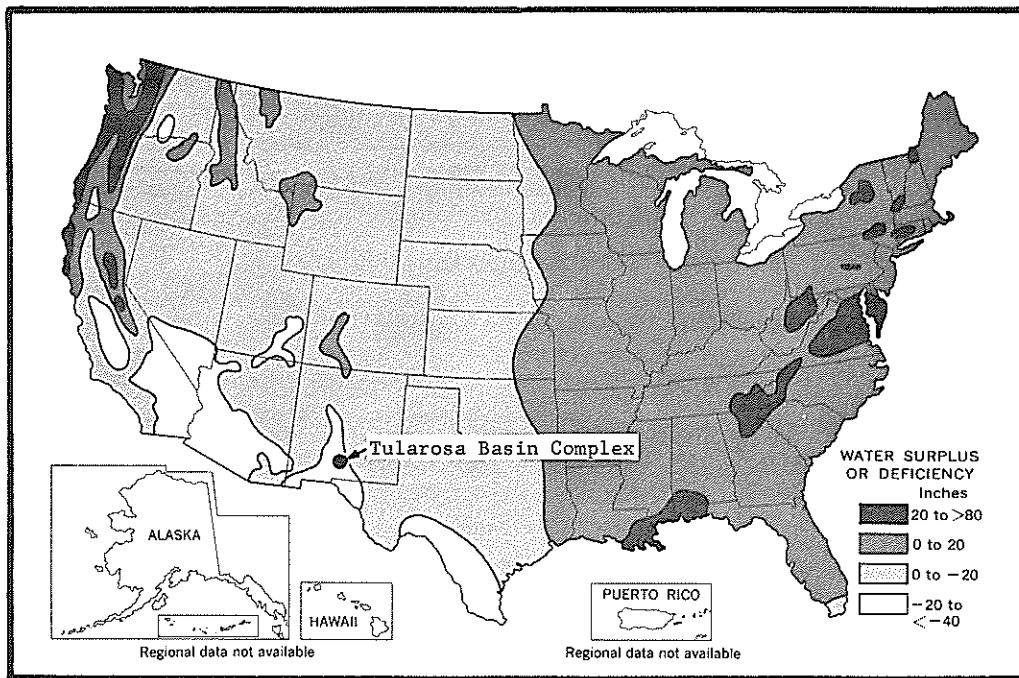 Tularosa Basin Complex
WATER SURPLUS
OR DEFICIENCY
Inches
20 to >80
0 to 20
0 to −20
−20 to
< −40
ALASKA
HAWAII
Regional data not available
PUERTO RICO
Regional data not available